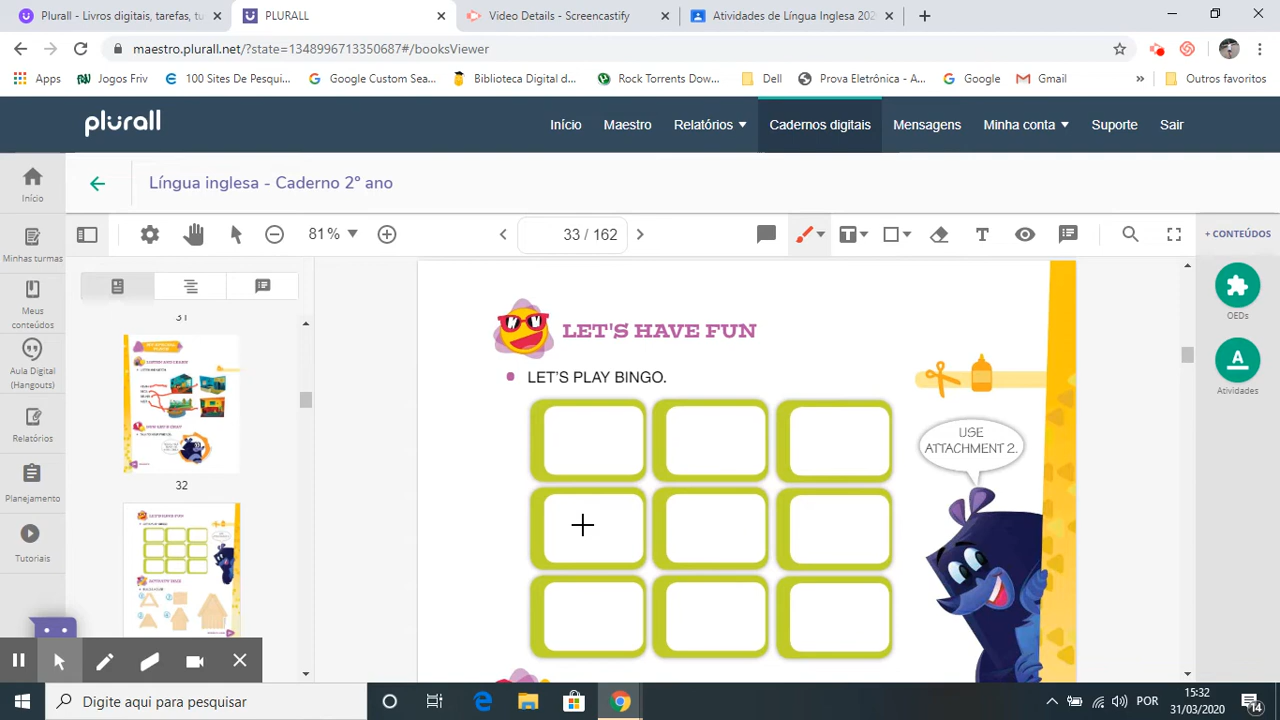 Plurall - Livros digitais, tarefas, tu
PLURALL
Video Details - Screencastify
Atividades de Língua Inglesa 202
maestro.plurall.net/?state=1348996713350687#/booksViewer
Apps
Jogos Friv
100 Sites De Pesqui...
Google Custom Sea...
Biblioteca Digital d...
Rock Torrents Dow...
Dell
Prova Eletrônica - A...
Google
Gmail
»
Outros favoritos
plurall
Início
Maestro
Relatórios
Cadernos digitais
Mensagens
Minha conta
Suporte
Sair
Início
Língua inglesa - Caderno 2º ano
Minhas turmas
81%
33 / 162
+ CONTEÚDOS
Meus conteúdos
OEDs
Aula Digital (Hangouts)
Atividades
Relatórios
Planejamento
Tutoriais
31
32
LET'S HAVE FUN
LET'S PLAY BINGO.
USE
ATTACHMENT 2.
Digite aqui para pesquisar
POR
15:32
31/03/2020
14